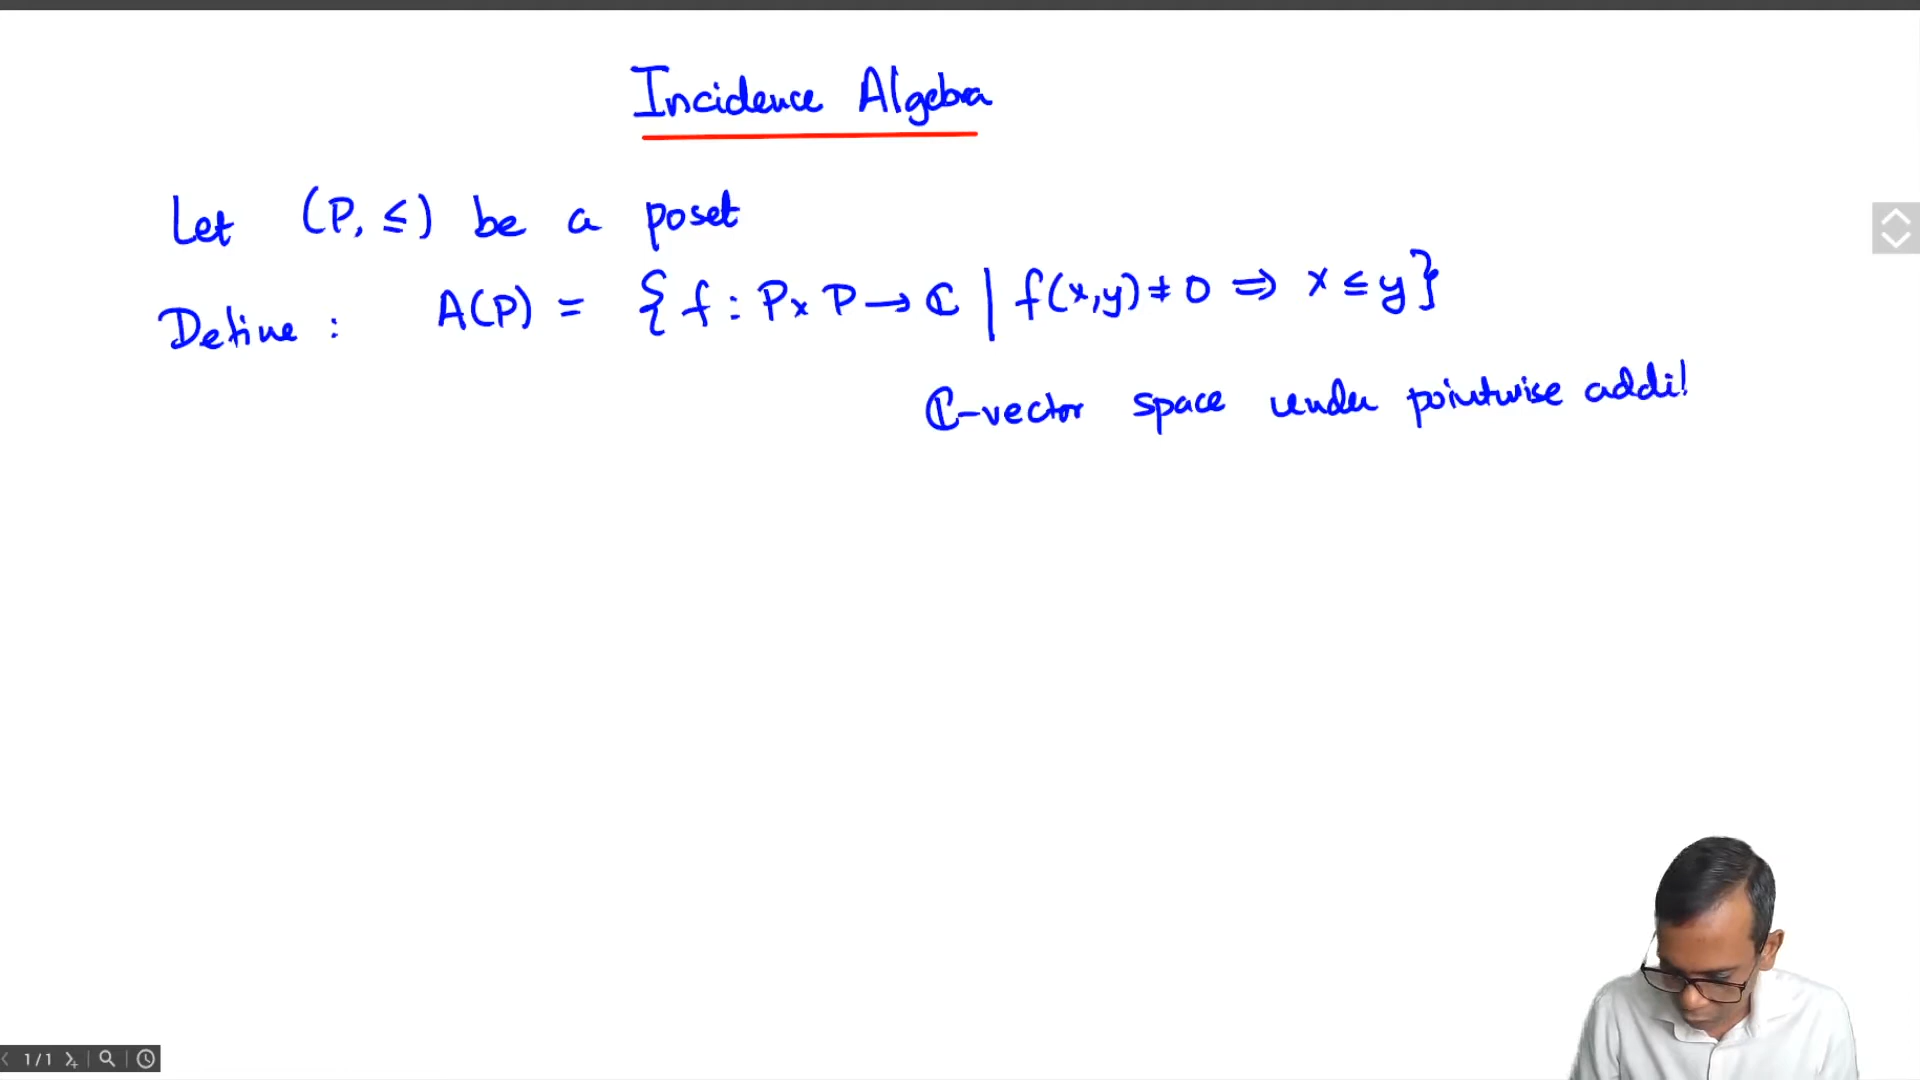 Incidence Algebra
Let (P, ≤) be a poset
Define : A(P) = { f : P x P → ℂ | f(x,y) ≠ 0 ⇒ x ≤ y }
ℂ-vector space under pointwise addi
1 / 1